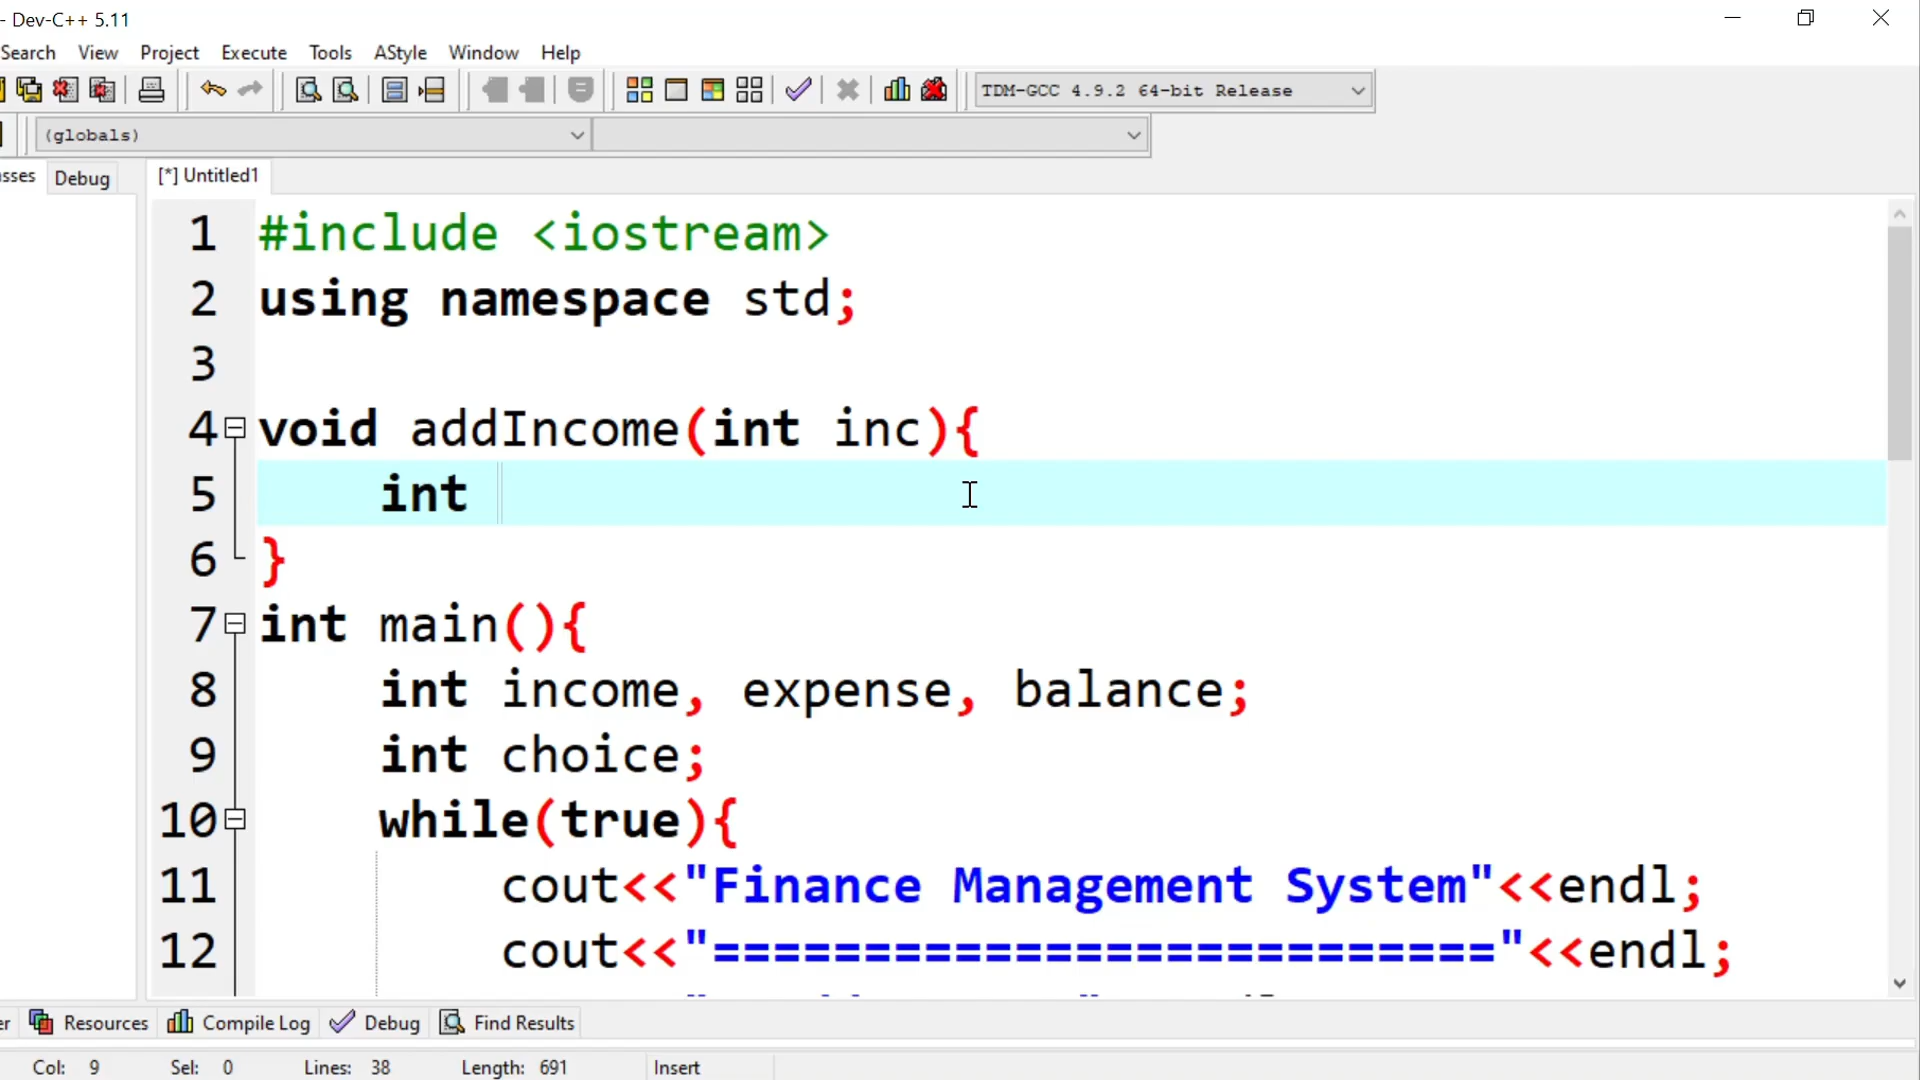 - Dev-C++ 5.11
Search View Project Execute Tools AStyle Window Help
TDM-GCC 4.9.2 64-bit Release
(globals)
sses Debug [*] Untitled1
1 #include <iostream>
2 using namespace std;
3
4 void addIncome(int inc){
5 int
6 }
7 int main(){
8 int income, expense, balance;
9 int choice;
10 while(true){
11 cout<<"Finance Management System"<<endl;
12 cout<<"=========================="<<endl;
er Resources Compile Log Debug Find Results
Col: 9 Sel: 0 Lines: 38 Length: 691 Insert